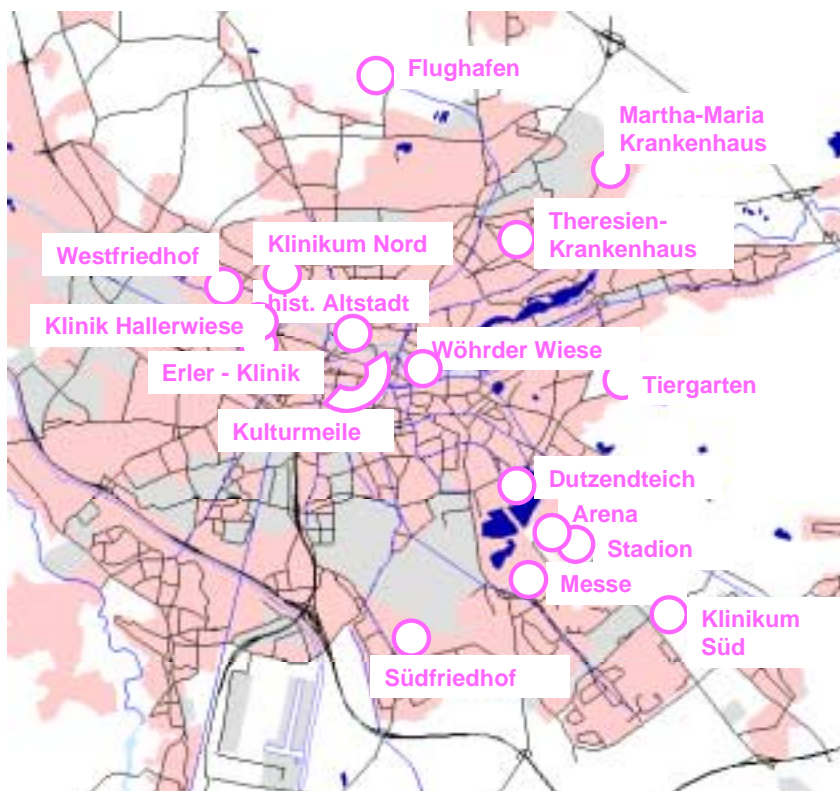 Flughafen
Martha-Maria
Krankenhaus
Theresien-
Krankenhaus
Klinikum Nord
Westfriedhof
hist. Altstadt
Klinik Hallerwiese
Wöhrder Wiese
Erler - Klinik
Tiergarten
Kulturmeile
Dutzendteich
Arena
Stadion
Messe
Klinikum
Süd
Südfriedhof